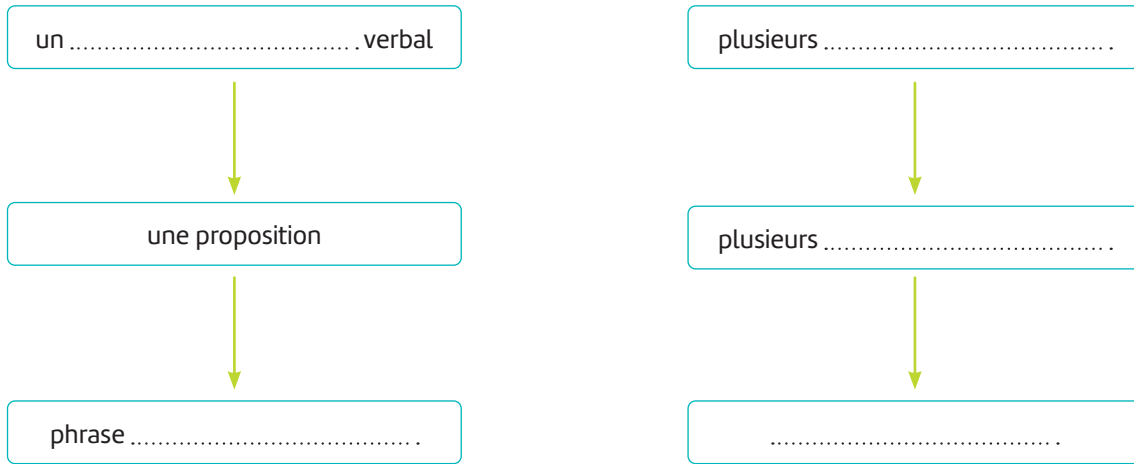 un ............................................ . verbal
une proposition
phrase ............................................ .
plusieurs ............................................ .
plusieurs ............................................ .
............................................ .